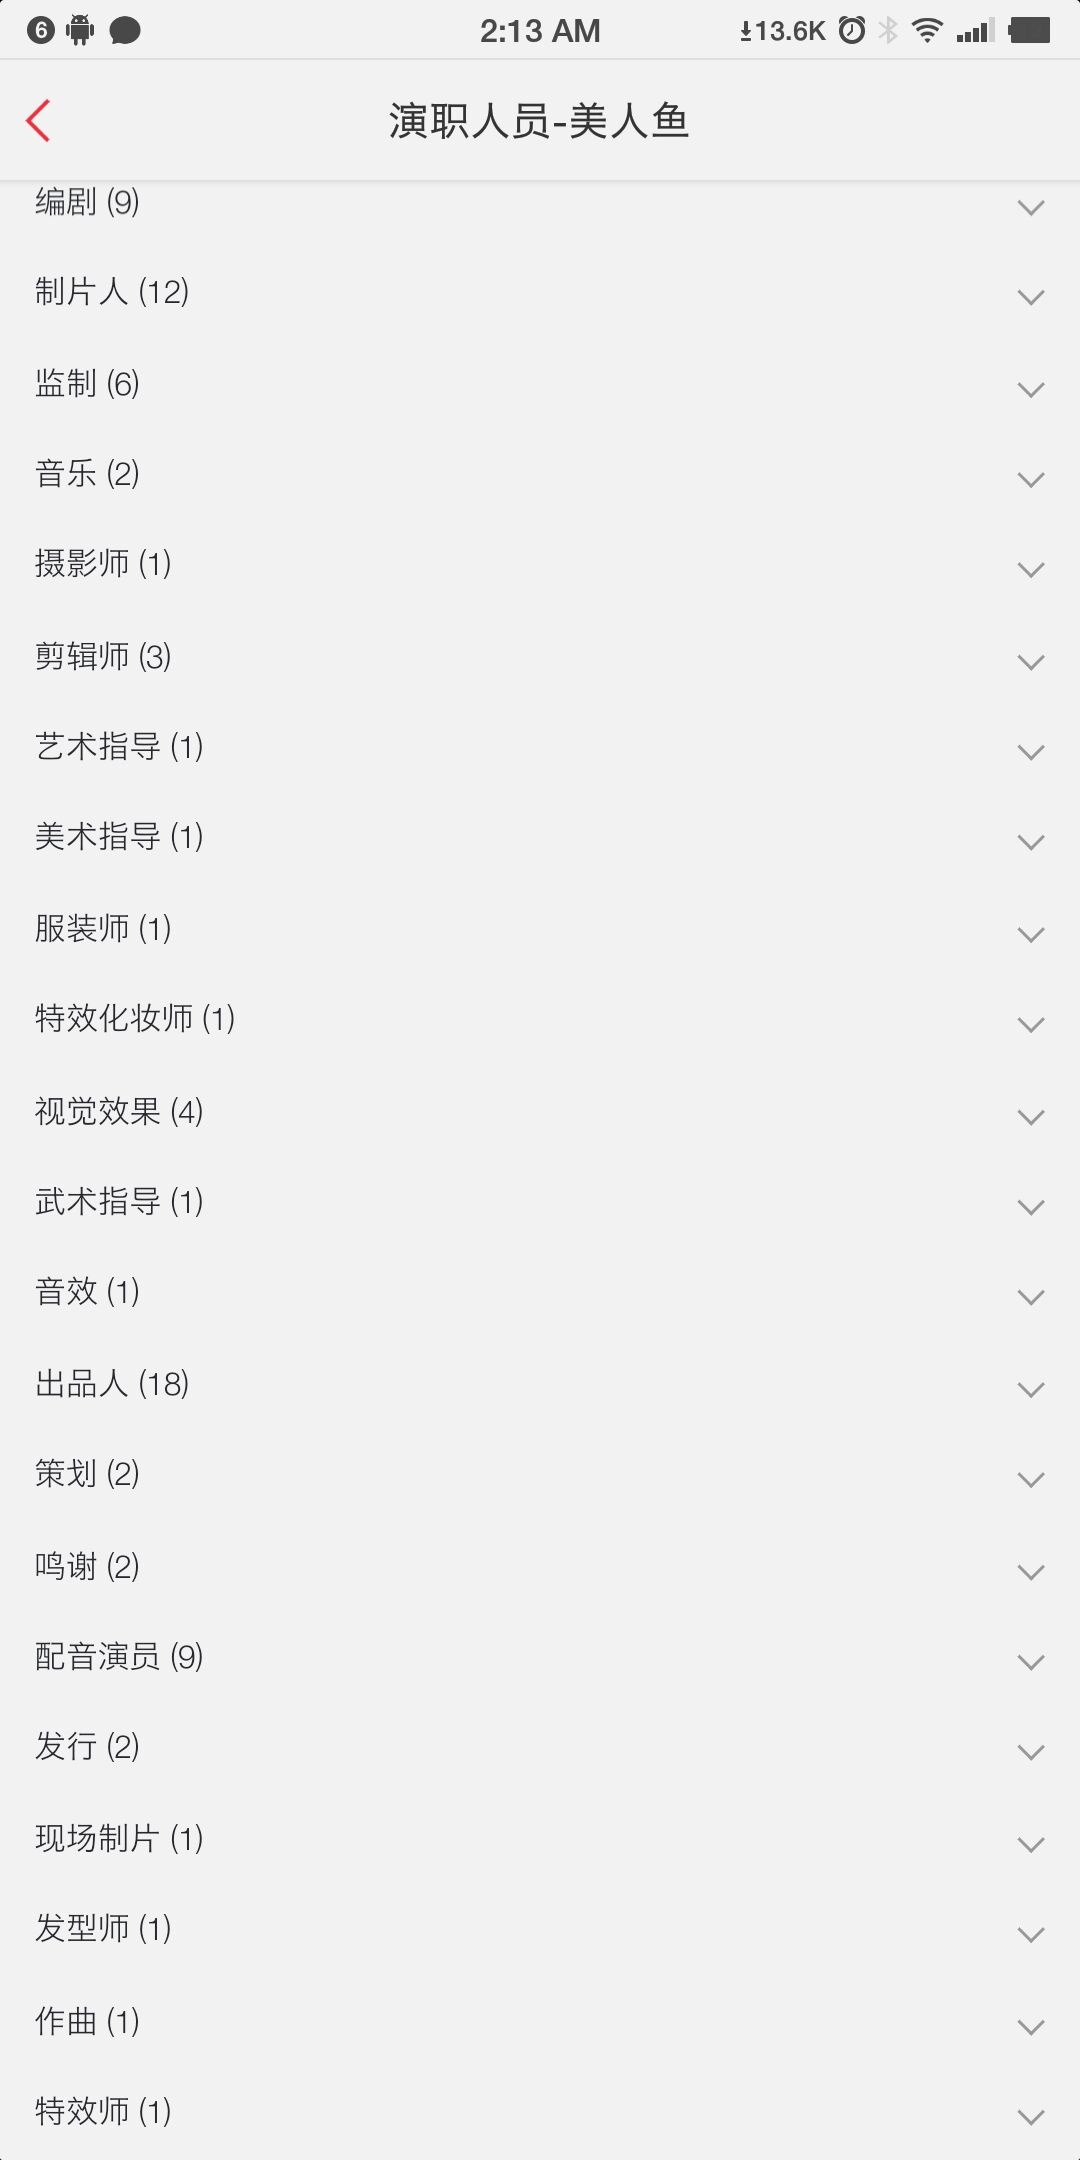 6 2:13 AM 13.6K
演职人员-美人鱼
编剧 (9)
制片人 (12)
监制 (6)
音乐 (2)
摄影师 (1)
剪辑师 (3)
艺术指导 (1)
美术指导 (1)
服装师 (1)
特效化妆师 (1)
视觉效果 (4)
武术指导 (1)
音效 (1)
出品人 (18)
策划 (2)
鸣谢 (2)
配音演员 (9)
发行 (2)
现场制片 (1)
发型师 (1)
作曲 (1)
特效师 (1)